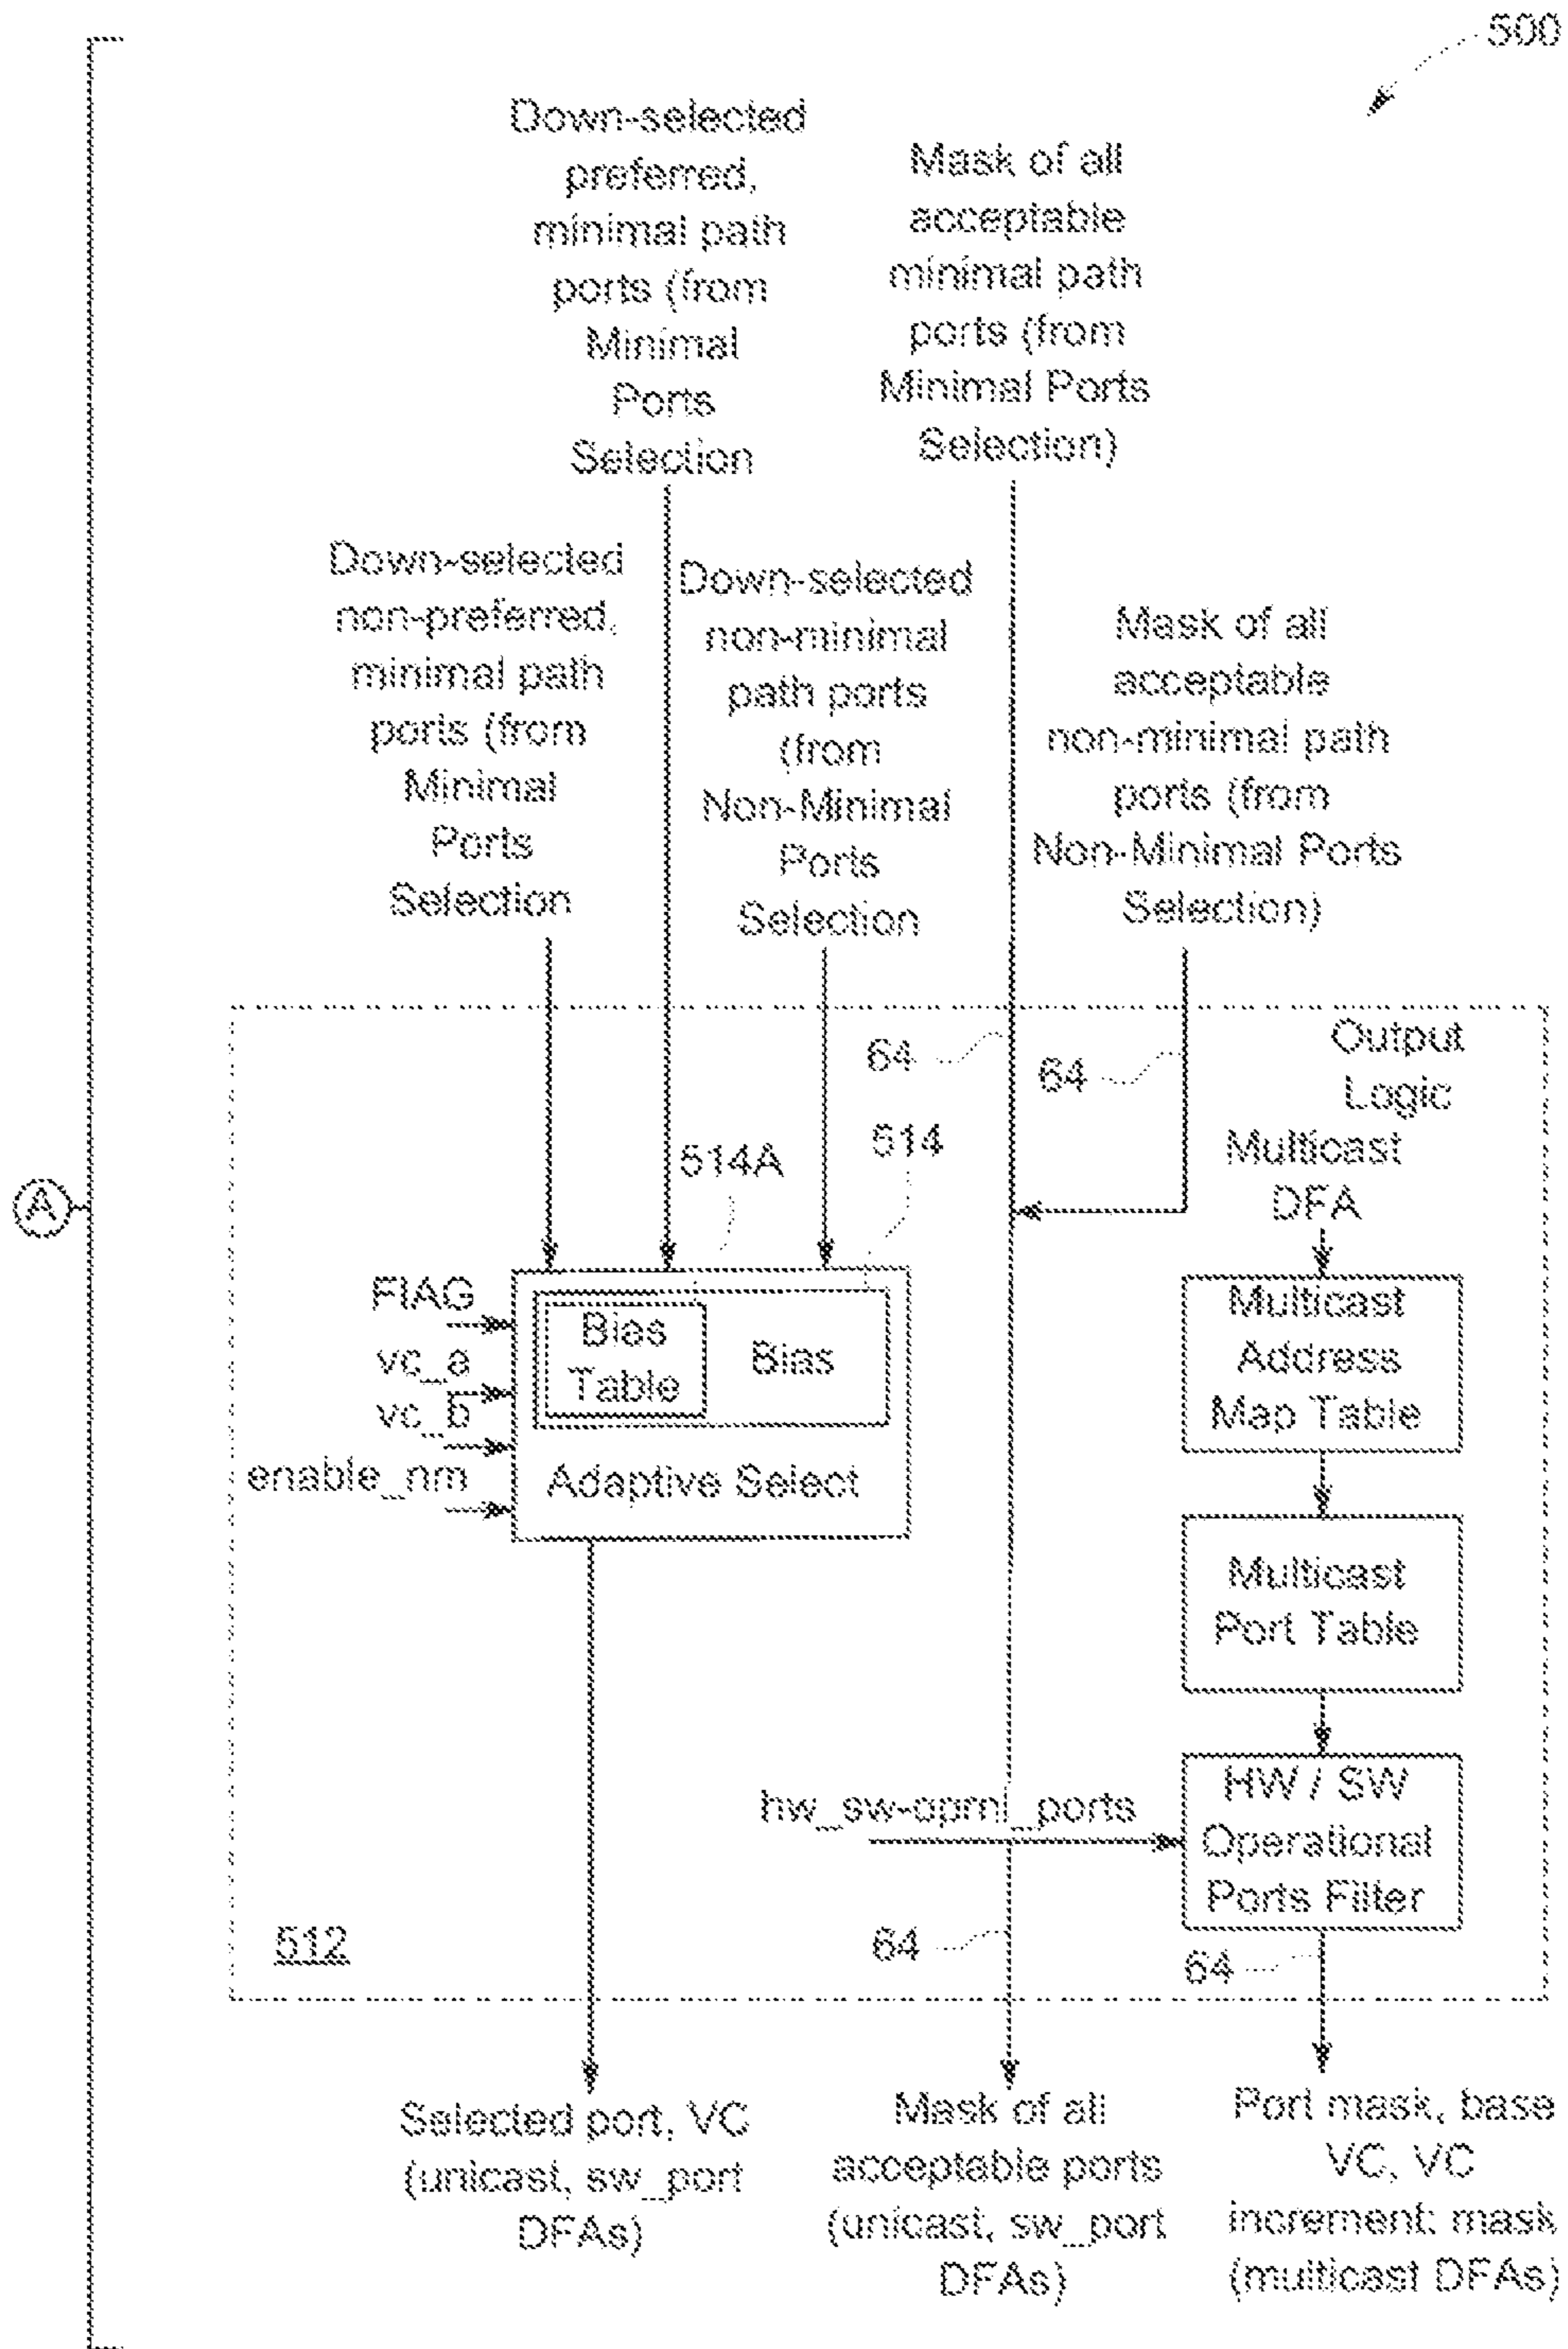 500
Down-selected
preferred,
minimal path
ports (from
Minimal
Ports
Selection
Mask of all
acceptable
minimal path
ports (from
Minimal Ports
Selection)
Down-selected
non-preferred,
minimal path
ports (from
Minimal
Ports
Selection
Down-selected
non-minimal
path ports
(from
Non-Minimal
Ports
Selection
Mask of all
acceptable
non-minimal path
ports (from
Non-Minimal Ports
Selection)
A
64
64
Output
Logic
514A
514
Multicast
DFA
FIAG
vc_a
vc_b
enable_nm
Bias
Table
Bias
Adaptive Select
Multicast
Address
Map Table
Multicast
Port Table
hw_sw-oprnl_ports
HW / SW
Operational
Ports Filter
512
64
64
Selected port, VC
(unicast, sw_port
DFAs)
Mask of all
acceptable ports
(unicast, sw_port
DFAs)
Port mask, base
VC, VC
increment: mask
(multicast DFAs)